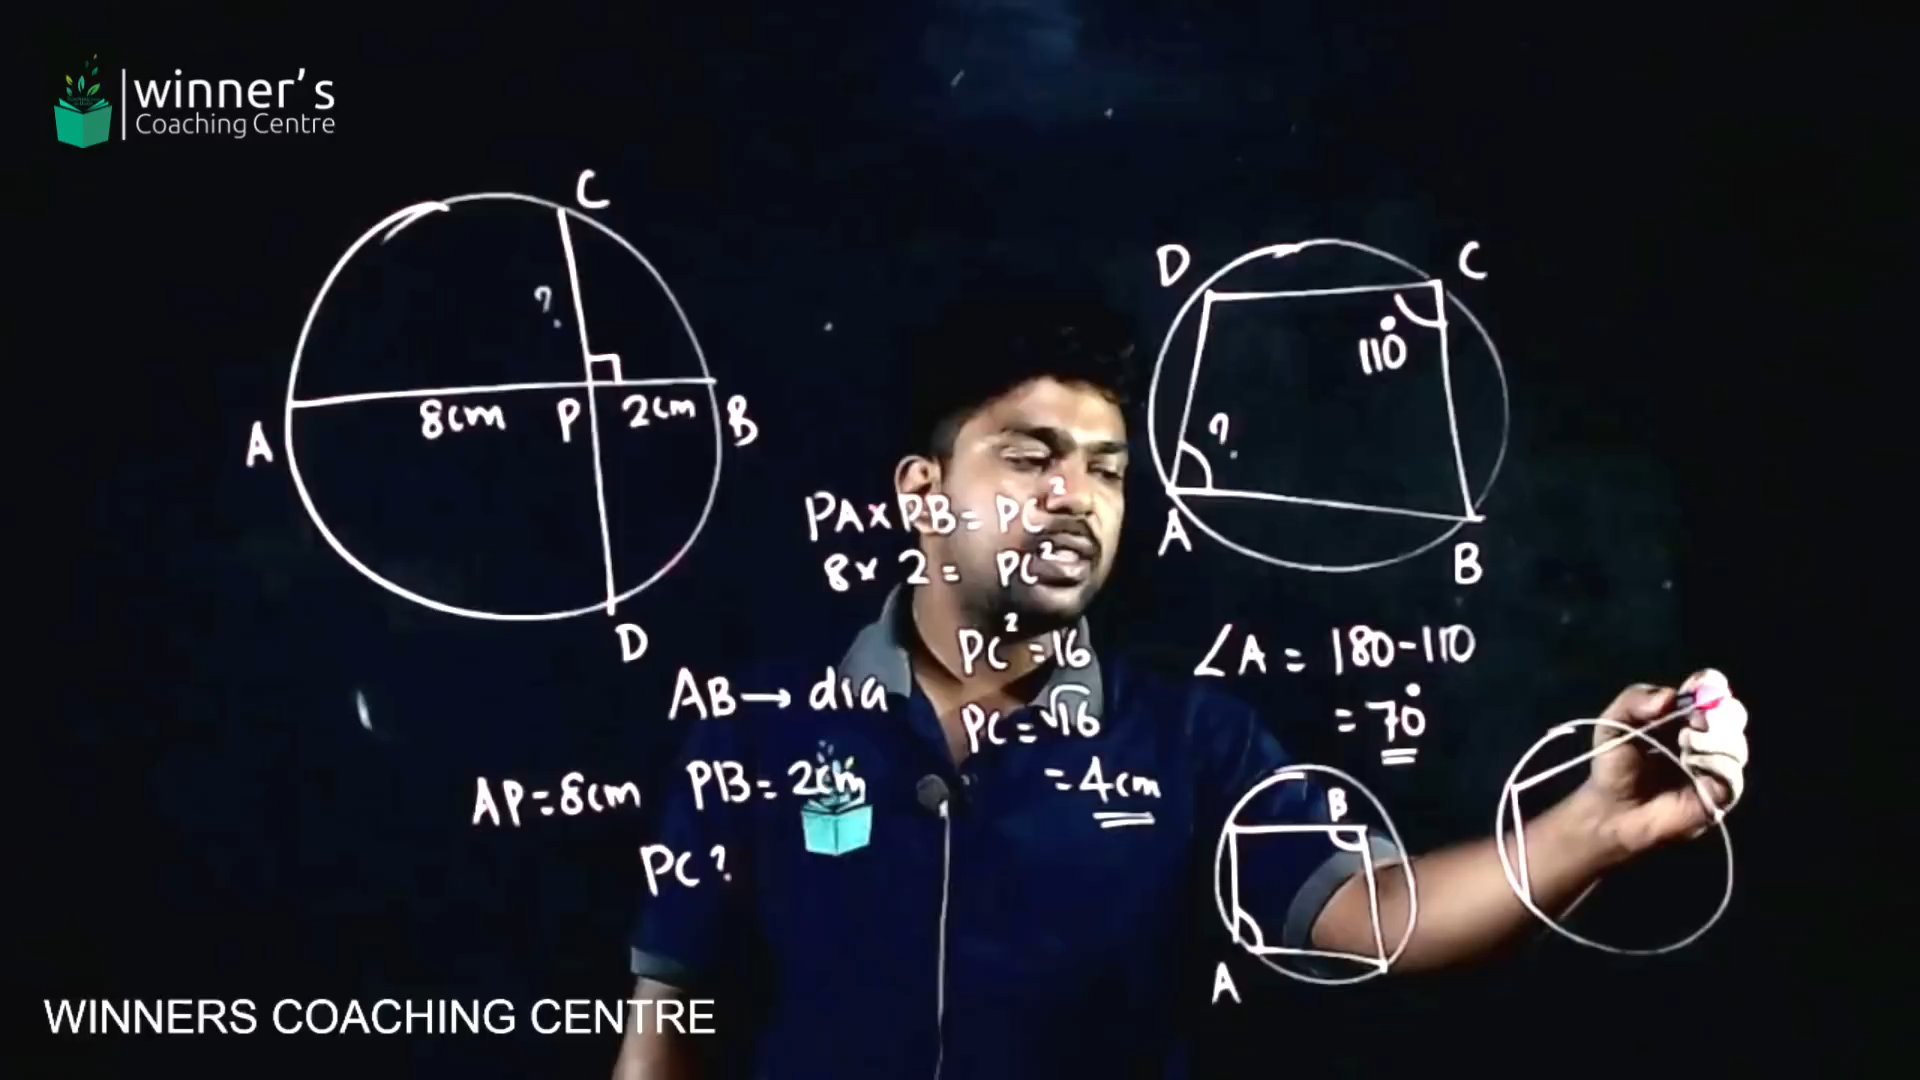 winner's
Coaching Centre
C
?
A
8cm
P
2cm
B
D
AB → dia
AP = 8cm PB = 2cm
PC ?
PA × PB = PC²
8 × 2 = PC²
PC² = 16
PC = √16
= 4cm
D
C
110°
?
A
B
∠A = 180 - 110
= 70°
B
A
WINNERS COACHING CENTRE